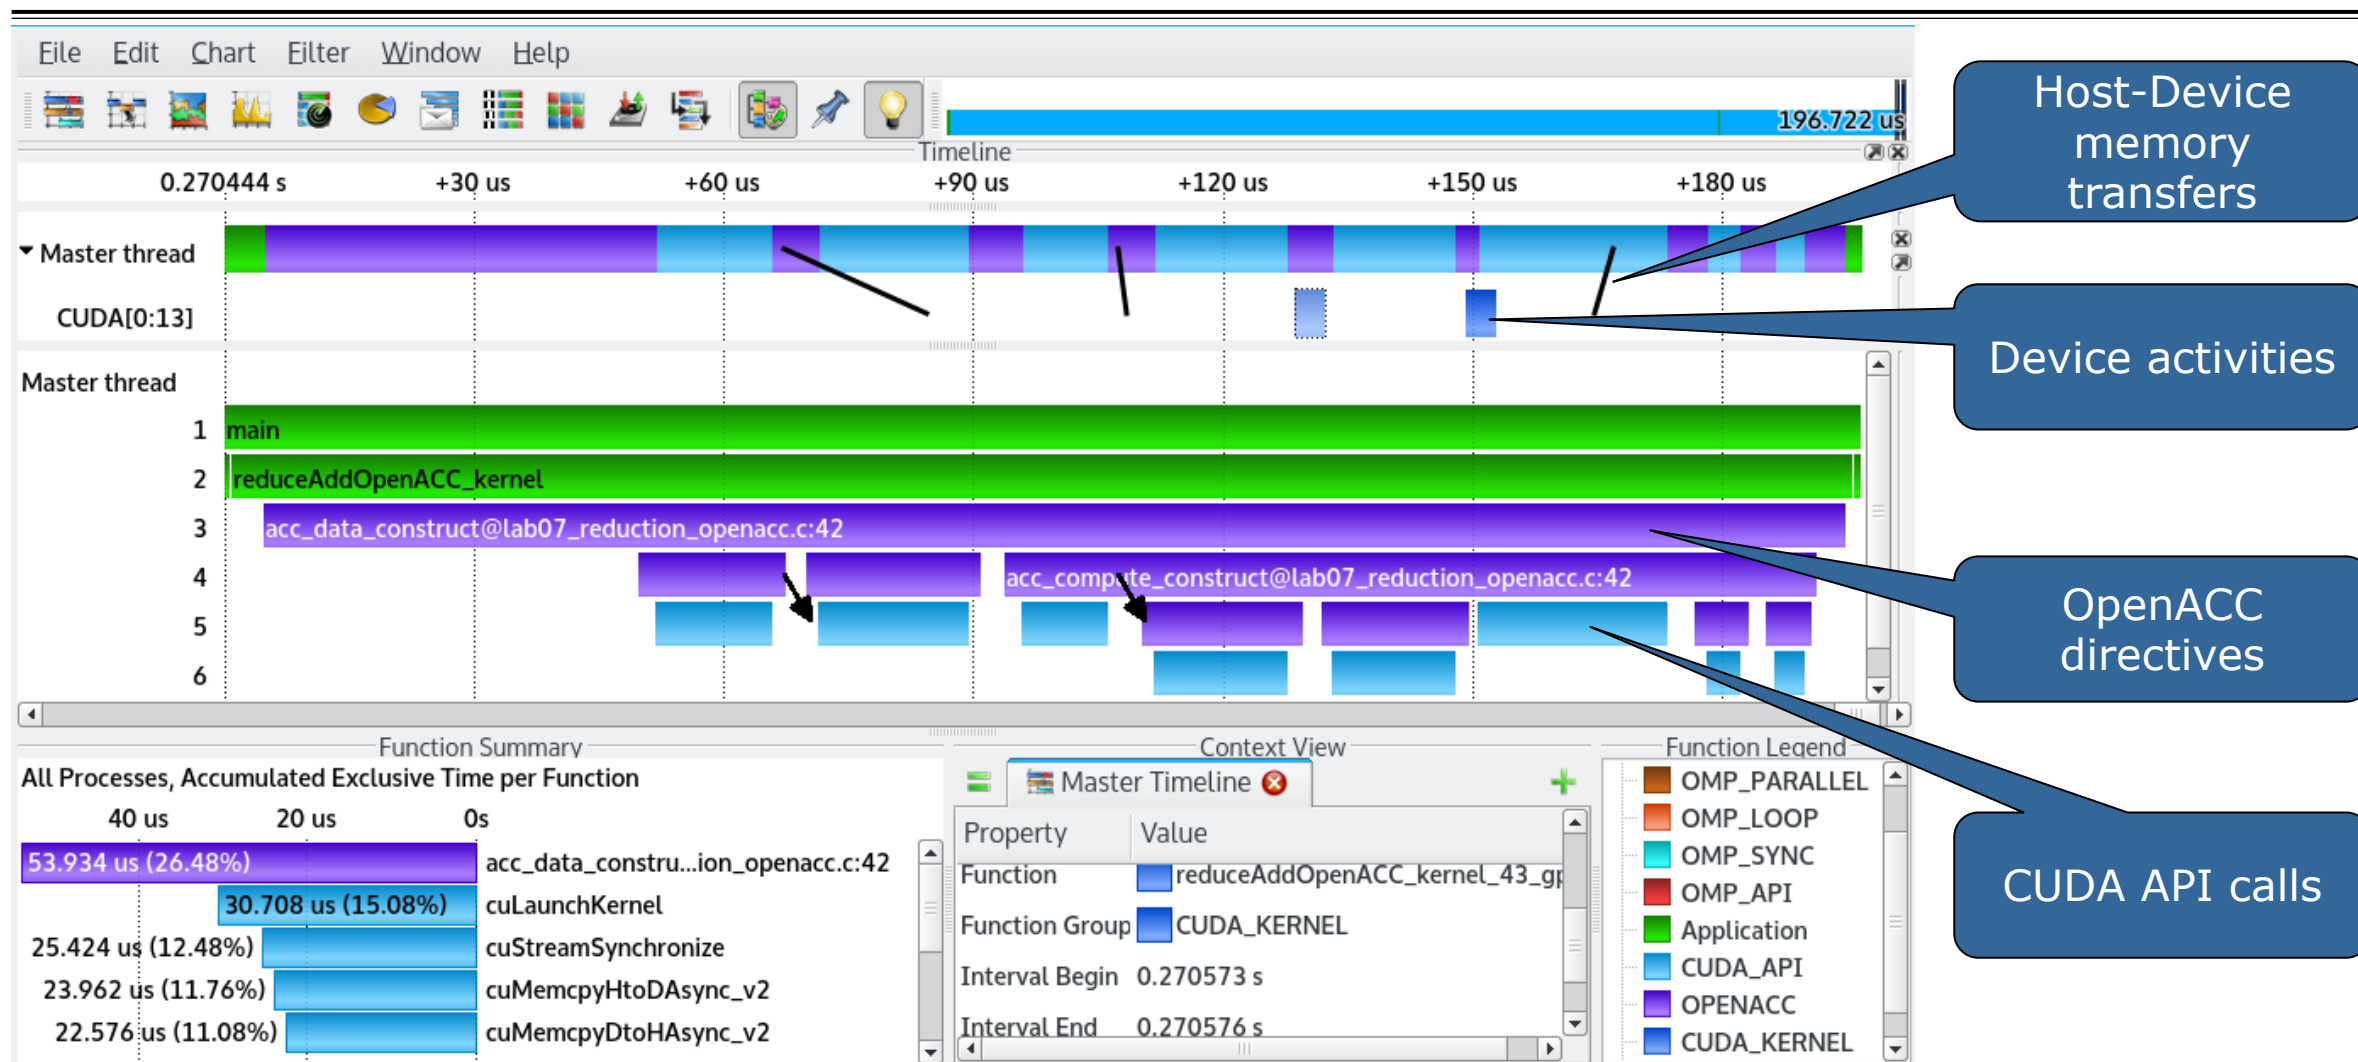 File Edit Chart Filter Window Help
196.722 us
Timeline
0.270444 s +30 us +60 us +90 us +120 us +150 us +180 us
Master thread
CUDA[0:13]
Master thread
1 main
2 reduceAddOpenACC_kernel
3 acc_data_construct@lab07_reduction_openacc.c:42
4 acc_compute_construct@lab07_reduction_openacc.c:42
5
6
Host-Device
memory
transfers
Device activities
OpenACC
directives
CUDA API calls
Function Summary
All Processes, Accumulated Exclusive Time per Function
40 us 20 us 0s
53.934 us (26.48%) acc_data_constru...ion_openacc.c:42
30.708 us (15.08%) cuLaunchKernel
25.424 us (12.48%) cuStreamSynchronize
23.962 us (11.76%) cuMemcpyHtoDAsync_v2
22.576 us (11.08%) cuMemcpyDtoHAsync_v2
Context View
Master Timeline
Property Value
Function reduceAddOpenACC_kernel_43_gp
Function Group CUDA_KERNEL
Interval Begin 0.270573 s
Interval End 0.270576 s
Function Legend
OMP_PARALLEL
OMP_LOOP
OMP_SYNC
OMP_API
Application
CUDA_API
OPENACC
CUDA_KERNEL